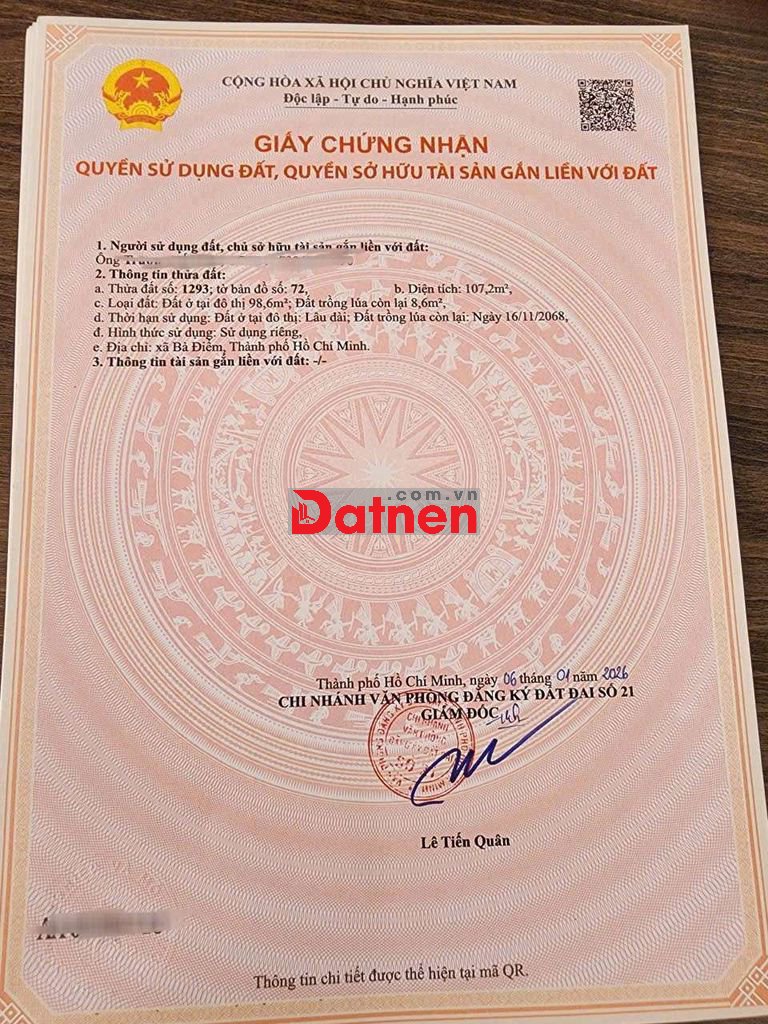 CỘNG HÒA XÃ HỘI CHỦ NGHĨA VIỆT NAM
Độc lập - Tự do - Hạnh phúc
GIẤY CHỨNG NHẬN
QUYỀN SỬ DỤNG ĐẤT, QUYỀN SỞ HỮU TÀI SẢN GẮN LIỀN VỚI ĐẤT
1. Người sử dụng đất, chủ sở hữu tài sản gắn liền với đất:
Ông
2. Thông tin thửa đất:
a. Thửa đất số: 1293; tờ bản đồ số: 72, b. Diện tích: 107,2m²,
c. Loại đất: Đất ở tại đô thị 98,6m²; Đất trồng lúa còn lại 8,6m²,
d. Thời hạn sử dụng: Đất ở tại đô thị: Lâu dài; Đất trồng lúa còn lại: Ngày 16/11/2068,
đ. Hình thức sử dụng: Sử dụng riêng,
e. Địa chỉ: xã Bà Điểm, Thành phố Hồ Chí Minh.
3. Thông tin tài sản gắn liền với đất: -/-
.com.vn
Datnen
Thành phố Hồ Chí Minh, ngày 06 tháng 01 năm 2026
CHI NHÁNH VĂN PHÒNG ĐĂNG KÝ ĐẤT ĐAI SỐ 21
GIÁM ĐỐC
CHI NHÁNH
VĂN PHÒNG
ĐĂNG KÝ ĐẤT
Lê Tiến Quân
Thông tin chi tiết được thể hiện tại mã QR.